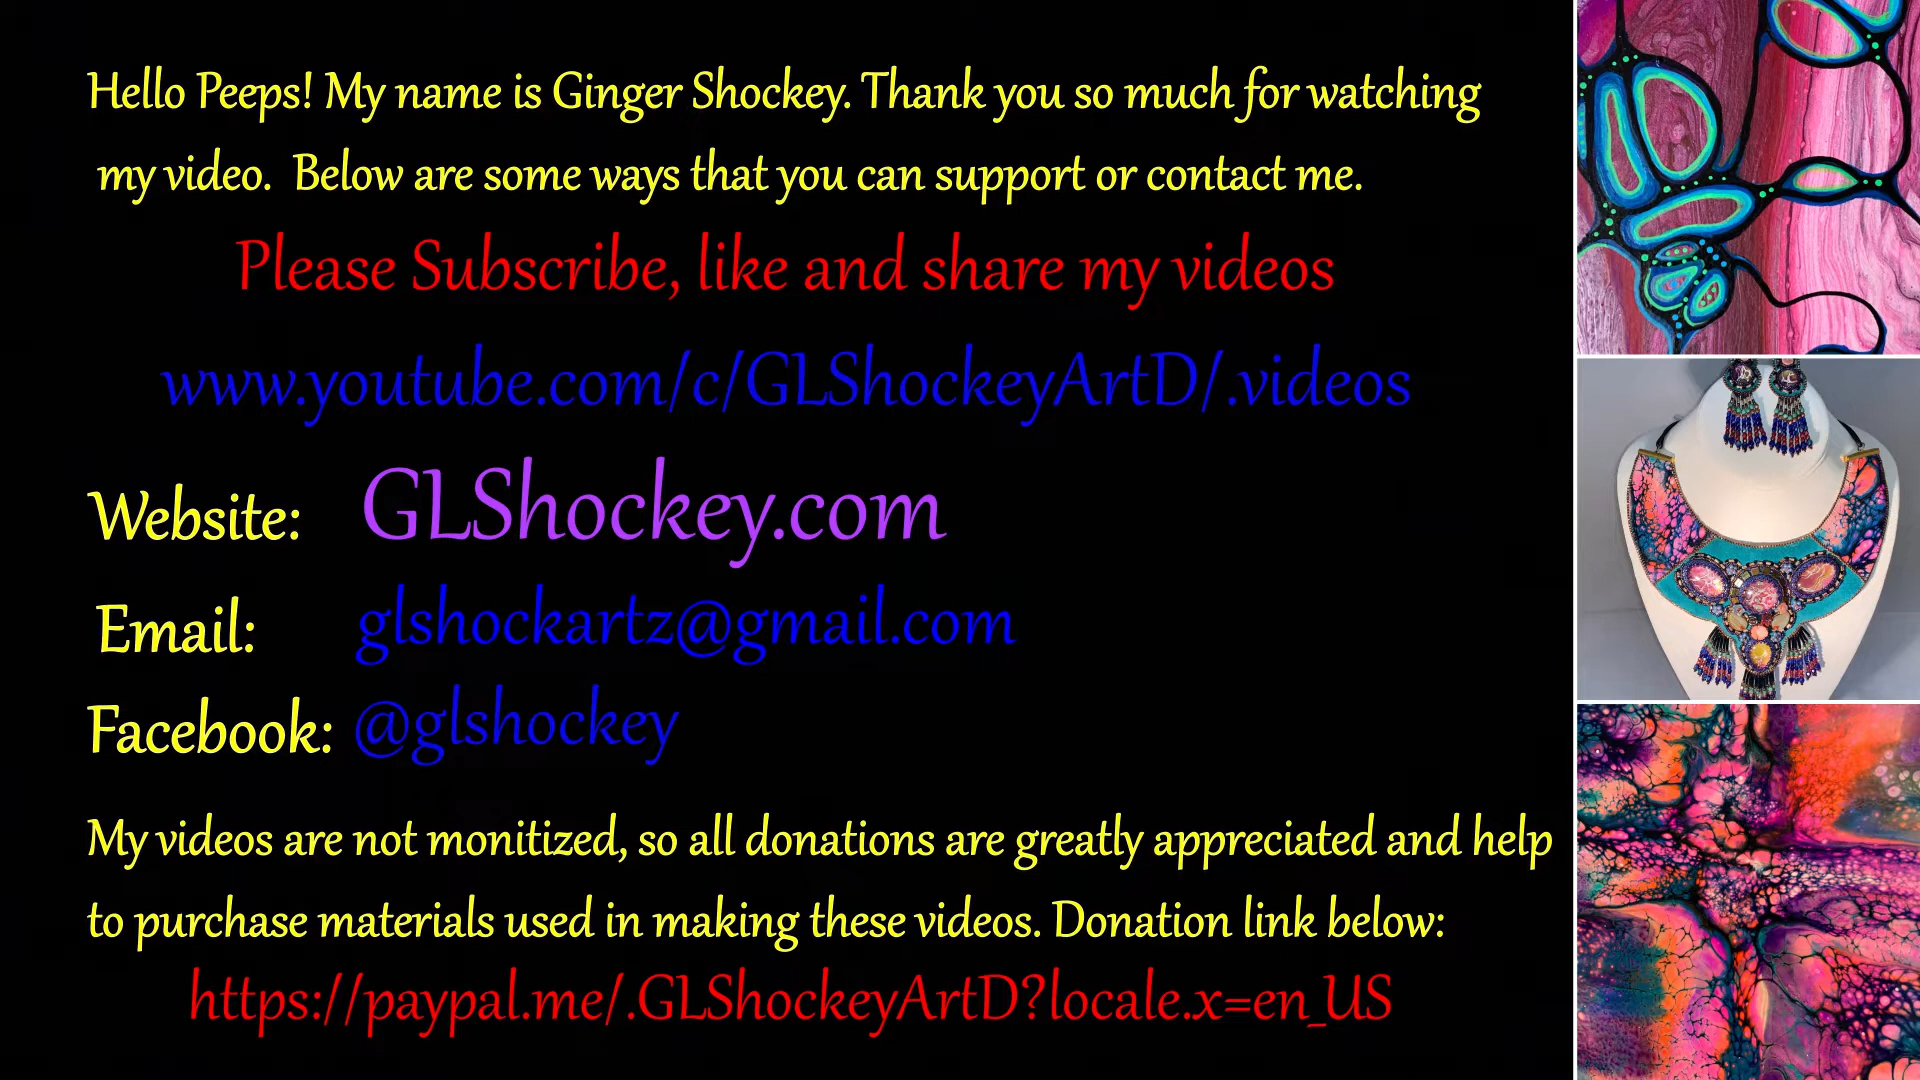 Hello Peeps! My name is Ginger Shockey. Thank you so much for watching
my video. Below are some ways that you can support or contact me.
Please Subscribe, like and share my videos
www.youtube.com/c/GLShockeyArtD/.videos
Website: GLShockey.com
Email: glshockartz@gmail.com
Facebook: @glshockey
My videos are not monitized, so all donations are greatly appreciated and help
to purchase materials used in making these videos. Donation link below:
https://paypal.me/.GLShockeyArtD?locale.x=en_US